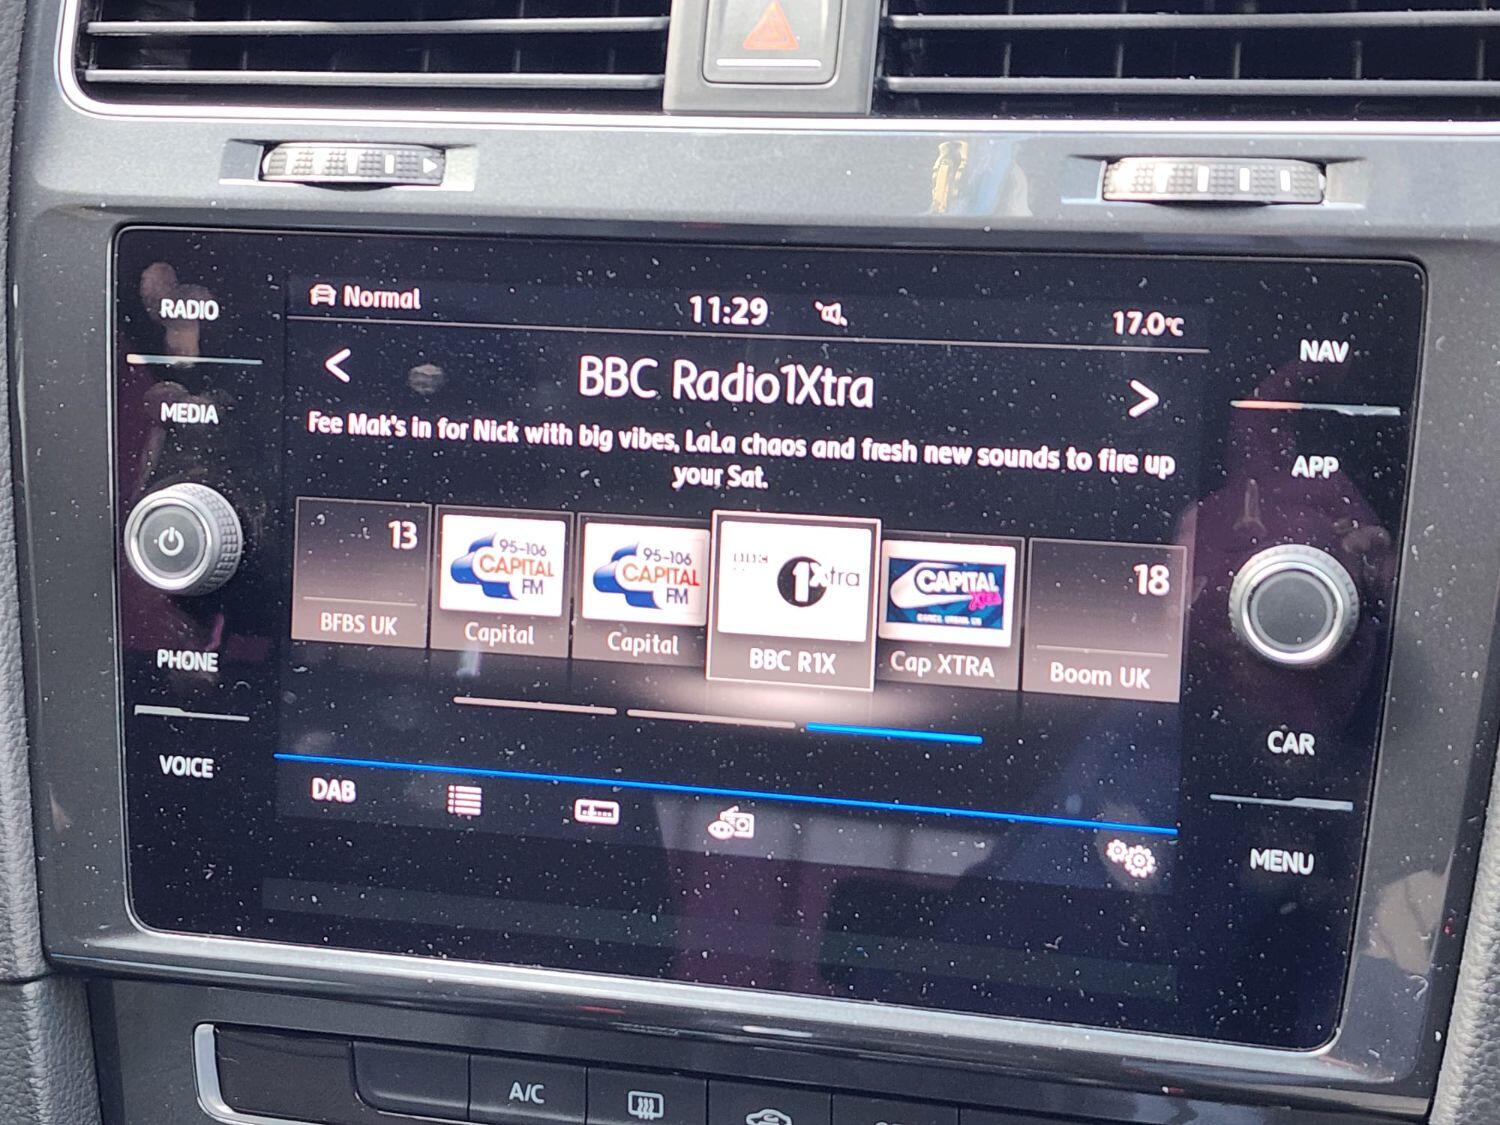 RADIO
MEDIA
PHONE
VOICE
NAV
APP
CAR
MENU
Normal
11:29
17.0°C
< BBC Radio1Xtra >
Fee Mak's in for Nick with big vibes, LaLa chaos and fresh new sounds to fire up
your Sat.
13
BFBS UK
95-106
CAPITAL
FM
Capital
95-106
CAPITAL
FM
Capital
BBC
1Xtra
BBC R1X
CAPITAL
Xtra
Cap XTRA
18
Boom UK
DAB
A/C